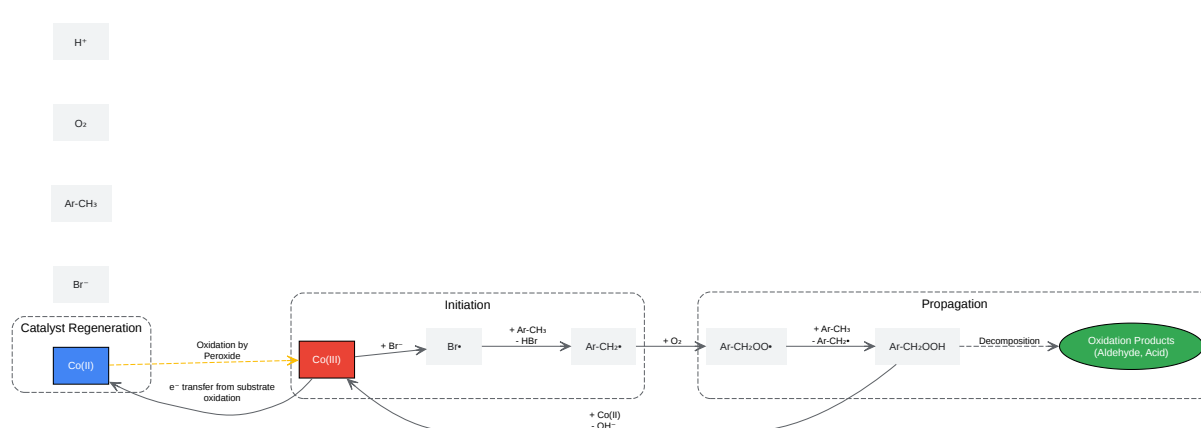 H⁺
O₂
Ar-CH₃
Br⁻
Catalyst Regeneration
Co(II)
Oxidation by
Peroxide
e⁻ transfer from substrate
oxidation
Initiation
Co(III)
+ Br⁻
Br•
+ Ar-CH₃
- HBr
Ar-CH₂•
+ O₂
Propagation
Ar-CH₂OO•
+ Ar-CH₃
- Ar-CH₂•
Ar-CH₂OOH
Decomposition
Oxidation Products
(Aldehyde, Acid)
+ Co(II)
- OH⁻